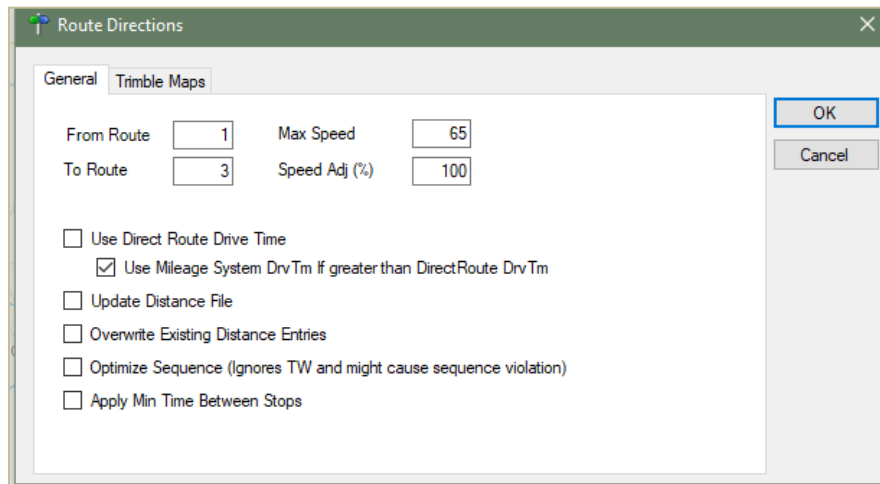 Route Directions
General Trimble Maps
From Route 1 Max Speed 65
To Route 3 Speed Adj (%) 100
OK
Cancel
Use Direct Route Drive Time
Use Mileage System DrvTm If greater than DirectRoute DrvTm
Update Distance File
Overwrite Existing Distance Entries
Optimize Sequence (Ignores TW and might cause sequence violation)
Apply Min Time Between Stops